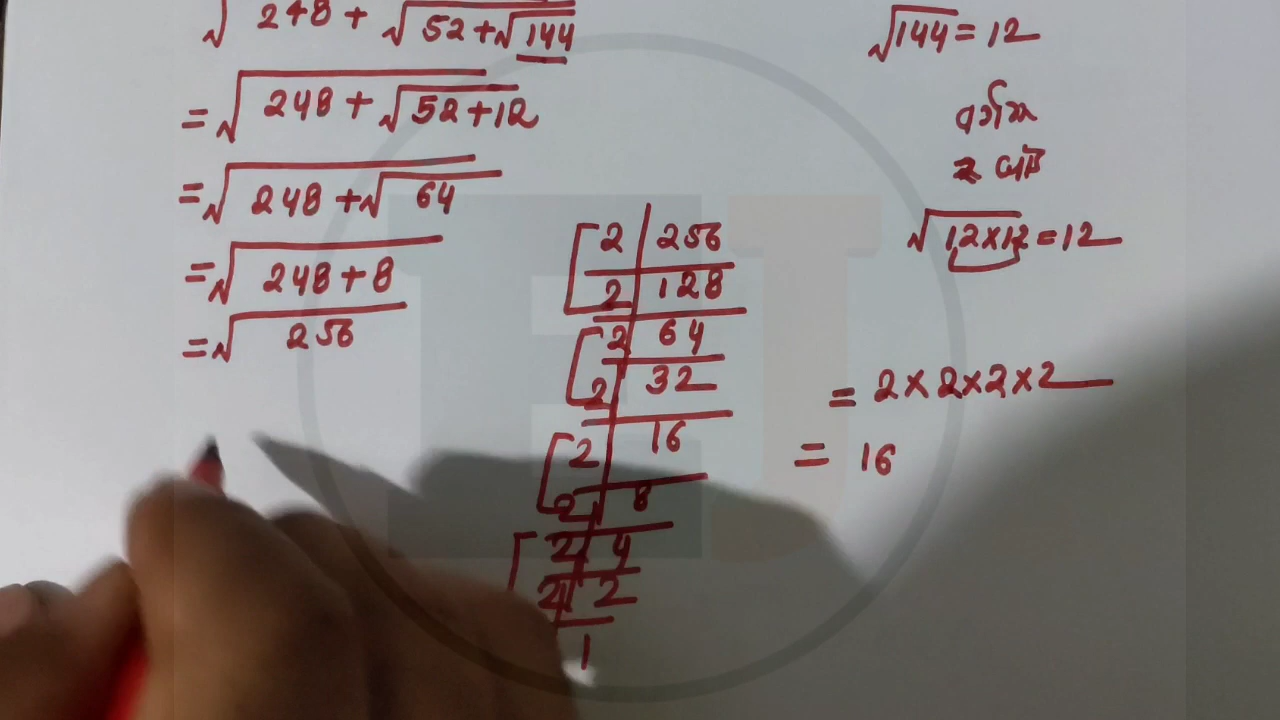 √248 + √52 + √144
= √248 + √52 + 12
= √248 + √64
= √248 + 8
= √256
2 | 256
2 | 128
2 | 64
2 | 32
2 | 16
2 | 8
2 | 4
2 | 2
1
√144 = 12
√12×12 = 12
= 2×2×2×2
= 16